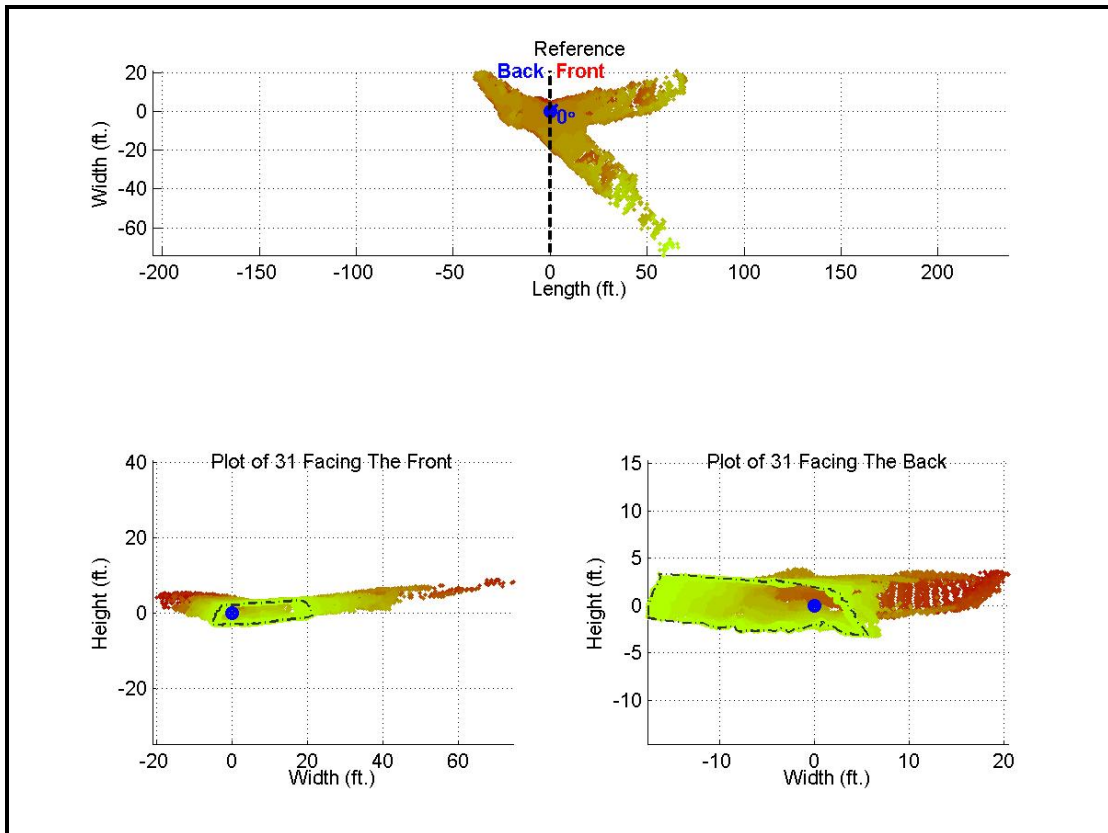 Reference
Back Front
20
0
-20
-40
-60
Width (ft.)
0°
-200 -150 -100 -50 0 50 100 150 200
Length (ft.)
Plot of 31 Facing The Front
40
20
0
-20
Height (ft.)
-20 0 20 40 60
Width (ft.)
Plot of 31 Facing The Back
15
10
5
0
-5
-10
Height (ft.)
-10 0 10 20
Width (ft.)